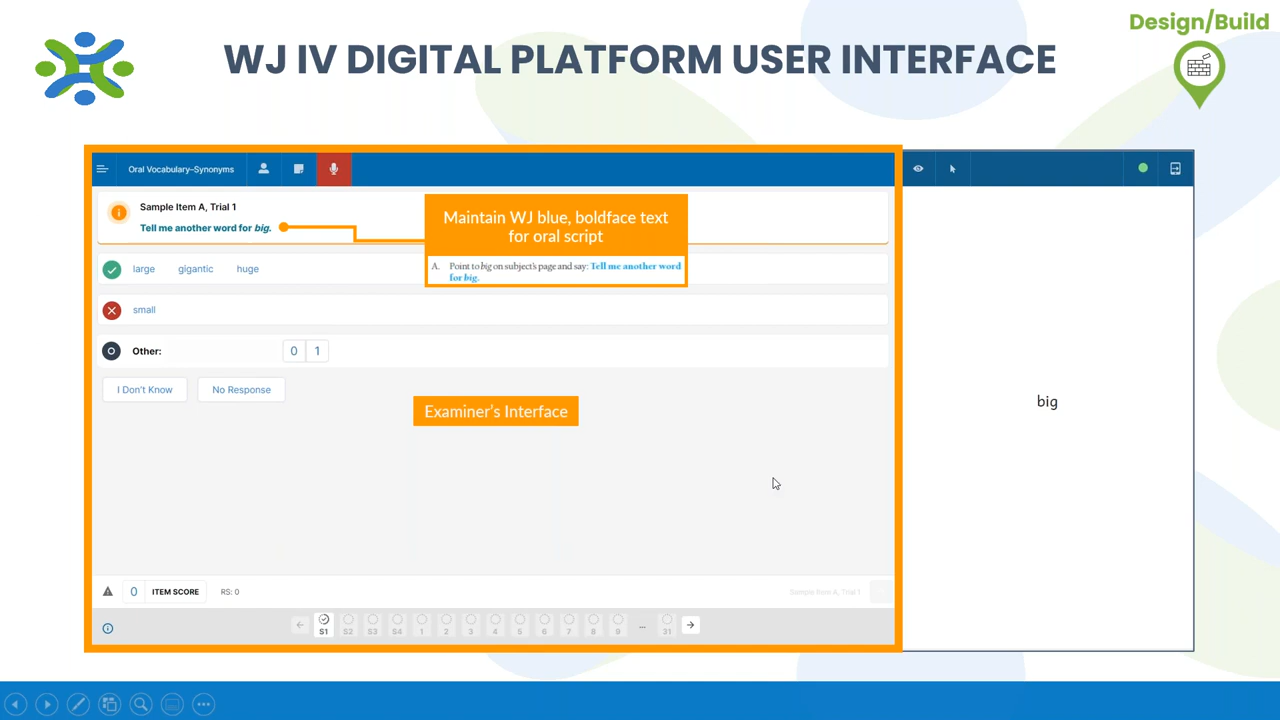 Design/Build
WJ IV DIGITAL PLATFORM USER INTERFACE
Oral Vocabulary–Synonyms
Sample Item A, Trial 1
Tell me another word for big.
Maintain WJ blue, boldface text
for oral script
A. Point to big on subject's page and say: Tell me another word
for big.
large gigantic huge
small
Other: 0 1
I Don't Know No Response
Examiner's Interface
big
0 ITEM SCORE RS: 0 Sample Item A, Trial 1
S1 S2 S3 S4 1 2 3 4 5 6 7 8 9 ... 31